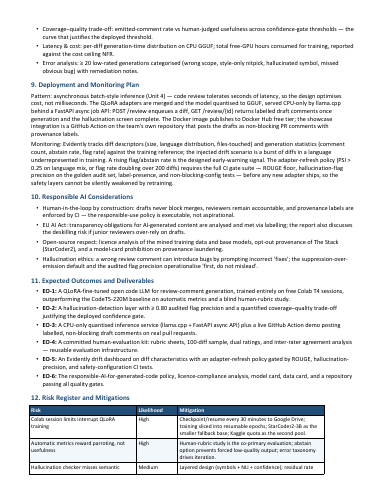 • Coverage–quality trade-off: emitted-comment rate vs human-judged usefulness across confidence-gate thresholds — the
curve that justifies the deployed threshold.
• Latency & cost: per-diff generation-time distribution on CPU GGUF; total free-GPU hours consumed for training, reported
against the cost ceiling NFR.
• Error analysis: ≥ 20 low-rated generations categorised (wrong scope, style-only nitpick, hallucinated symbol, missed
obvious bug) with remediation notes.
9. Deployment and Monitoring Plan
Pattern: asynchronous batch-style inference (Unit 4) — code review tolerates seconds to minutes, so the design optimises
cost, not milliseconds. The QLoRA adapters are merged and the model quantised to GGUF, served CPU-only by llama.cpp
behind a FastAPI async job API: POST /review enqueues a diff, GET /review/{id} returns labelled draft comments once
generation and the hallucination screen complete. The Docker image publishes to Docker Hub free tier; the showcase
integration is a GitHub Action on the team's own repository that posts the drafts as non-blocking PR comments with
provenance labels.
Monitoring: Evidently tracks diff descriptors (size, language distribution, files-touched) and generation statistics (comment
count, abstain rate, flag rate) against the training reference; the injected drift scenario is a burst of diffs in a language
underrepresented in training. A rising flag/abstain rate is the designed early-warning signal. The adapter-refresh policy (PSI >
0.25 on language mix, or flag rate doubling over 200 diffs) requires the full CI gate suite — ROUGE floor, hallucination-flag
precision on the golden audit set, label-presence, and non-blocking-config tests — before any new adapter ships, so the
safety layers cannot be silently weakened by retraining.
10. Responsible AI Considerations
• Human-in-the-loop by construction: drafts never block merges, reviewers remain accountable, and provenance labels are
enforced by CI — the responsible-use policy is executable, not aspirational.
• EU AI Act: transparency obligations for AI-generated content are analysed and met via labelling; the report also discusses
the deskilling risk if junior reviewers over-rely on drafts.
• Open-source respect: licence analysis of the mined training data and base models, opt-out provenance of The Stack
(StarCoder2), and a model-card prohibition on provenance laundering.
• Hallucination ethics: a wrong review comment can introduce bugs by prompting incorrect 'fixes'; the suppression-over-
emission default and the audited flag precision operationalise 'first, do not mislead'.
11. Expected Outcomes and Deliverables
• ED-1: A QLoRA-fine-tuned open code LLM for review-comment generation, trained entirely on free Colab T4 sessions,
outperforming the CodeT5-220M baseline on automatic metrics and a blind human-rubric study.
• ED-2: A hallucination-detection layer with ≥ 0.80 audited flag precision and a quantified coverage–quality trade-off
justifying the deployed gate.
• ED-3: A CPU-only quantised inference service (llama.cpp + FastAPI async API) plus a live GitHub Action demo posting
labelled, non-blocking draft comments on real pull requests.
• ED-4: A committed human-evaluation kit: rubric sheets, 100-diff sample, dual ratings, and inter-rater agreement analysis
— reusable evaluation infrastructure.
• ED-5: An Evidently drift dashboard on diff characteristics with an adapter-refresh policy gated by ROUGE, hallucination-
precision, and safety-configuration CI tests.
• ED-6: The responsible-AI-for-generated-code policy, licence-compliance analysis, model card, data card, and a repository
passing all quality gates.
12. Risk Register and Mitigations
Risk Likelihood Mitigation
Colab session limits interrupt QLoRA High Checkpoint/resume every 30 minutes to Google Drive;
training training sliced into resumable epochs; StarCoder2-3B as the
smaller fallback base; Kaggle quota as the second pool.
Automatic metrics reward parroting, not High Human-rubric study is the co-primary evaluation; abstain
usefulness option prevents forced low-quality output; error taxonomy
drives iteration.
Hallucination checker misses semantic Medium Layered design (symbols + NLI + confidence); residual rate